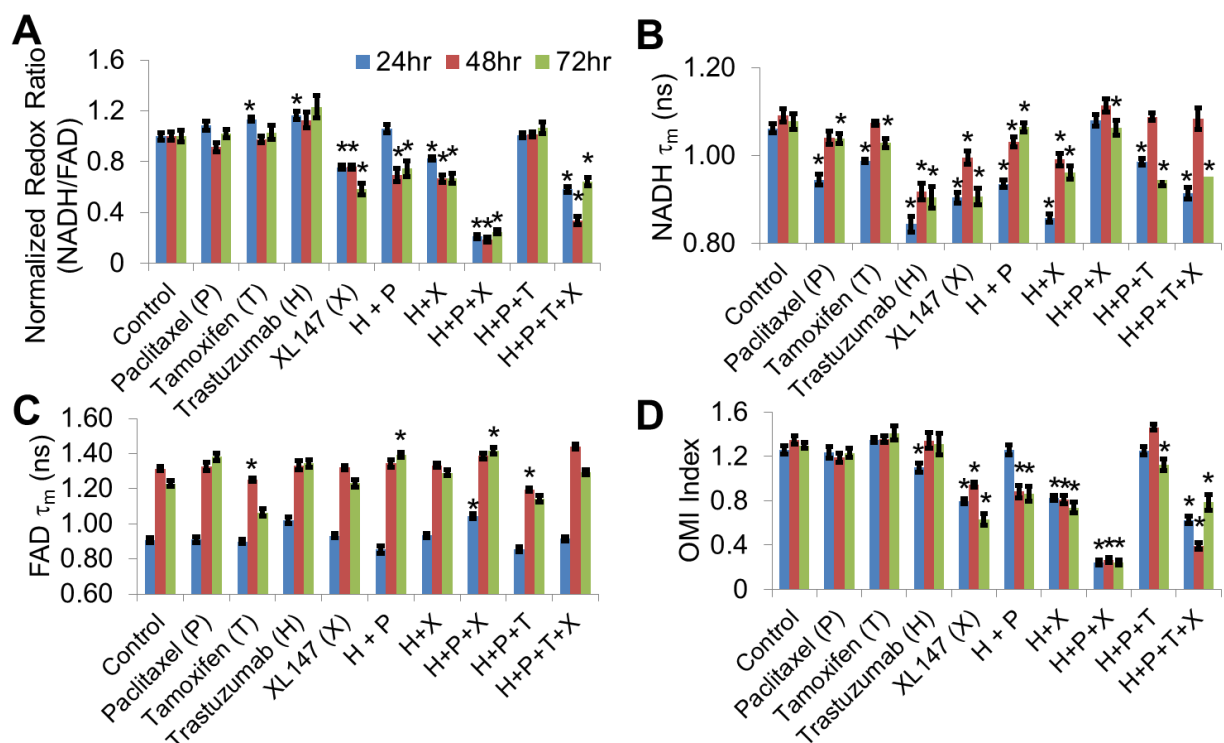 A
Normalized Redox Ratio
(NADH/FAD)
1.6
1.2
0.8
0.4
0
24hr 48hr 72hr
* * ** * ** *** *** * * *
Control
Paclitaxel (P)
Tamoxifen (T)
Trastuzumab (H)
XL147 (X)
H + P
H+X
H+P+X
H+P+T
H+P+T+X
B
NADH τm (ns)
1.20
1.00
0.80
* * * * * * * * * * * * * * * * * * * * * *
Control
Paclitaxel (P)
Tamoxifen (T)
Trastuzumab (H)
XL147 (X)
H + P
H+X
H+P+X
H+P+T
H+P+T+X
C
FAD τm (ns)
1.60
1.40
1.20
1.00
0.80
0.60
* * * * *
Control
Paclitaxel (P)
Tamoxifen (T)
Trastuzumab (H)
XL147 (X)
H + P
H+X
H+P+X
H+P+T
H+P+T+X
D
OMI Index
1.6
1.2
0.8
0.4
0
* * * * ** *** *** * * * *
Control
Paclitaxel (P)
Tamoxifen (T)
Trastuzumab (H)
XL147 (X)
H + P
H+X
H+P+X
H+P+T
H+P+T+X